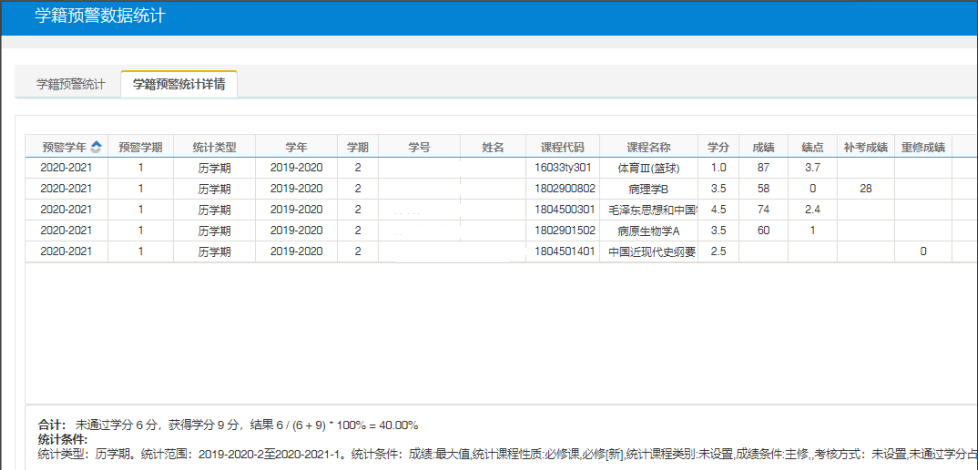 学籍预警数据统计
学籍预警统计 学籍预警统计详情
预警学年 预警学期 统计类型 学年 学期 学号 姓名 课程代码 课程名称 学分 成绩 绩点 补考成绩 重修成绩
2020-2021 1 历学期 2019-2020 2 16033ty301 体育III(篮球) 1.0 87 3.7
2020-2021 1 历学期 2019-2020 2 1802900802 病理学B 3.5 58 0 28
2020-2021 1 历学期 2019-2020 2 1804500301 毛泽东思想和中国 4.5 74 2.4
2020-2021 1 历学期 2019-2020 2 1802901502 病原生物学A 3.5 60 1
2020-2021 1 历学期 2019-2020 2 1804501401 中国近现代史纲要 2.5 0
合计： 未通过学分 6 分，获得学分 9 分，结果 6 / (6 + 9) * 100% = 40.00%
统计条件:
统计类型：历学期。统计范围：2019-2020-2至2020-2021-1。统计条件：成绩:最大值,统计课程性质:必修课,必修[新],统计课程类别:未设置,成绩条件:主修,,考核方式：未设置,未通过学分占